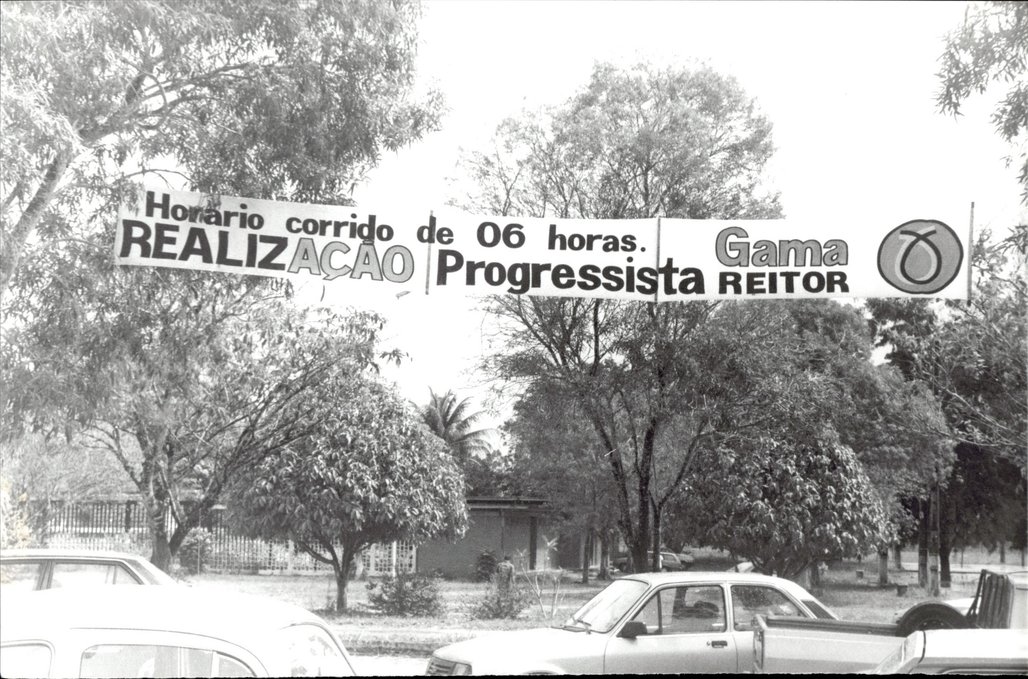 Horário corrido de 06 horas.
REALIZAÇÃO Progressista
Gama
REITOR